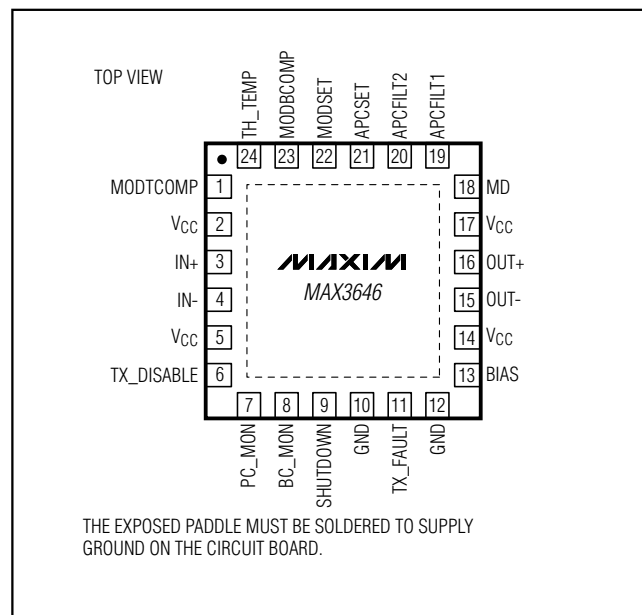 TOP VIEW
TH_TEMP
MODBCOMP
MODSET
APCSET
APCFILT2
APCFILT1
24 23 22 21 20 19
MODTCOMP 1
VCC 2
IN+ 3
IN- 4
VCC 5
TX_DISABLE 6
MAXIM
MAX3646
18 MD
17 VCC
16 OUT+
15 OUT-
14 VCC
13 BIAS
7 8 9 10 11 12
PC_MON
BC_MON
SHUTDOWN
GND
TX_FAULT
GND
THE EXPOSED PADDLE MUST BE SOLDERED TO SUPPLY
GROUND ON THE CIRCUIT BOARD.